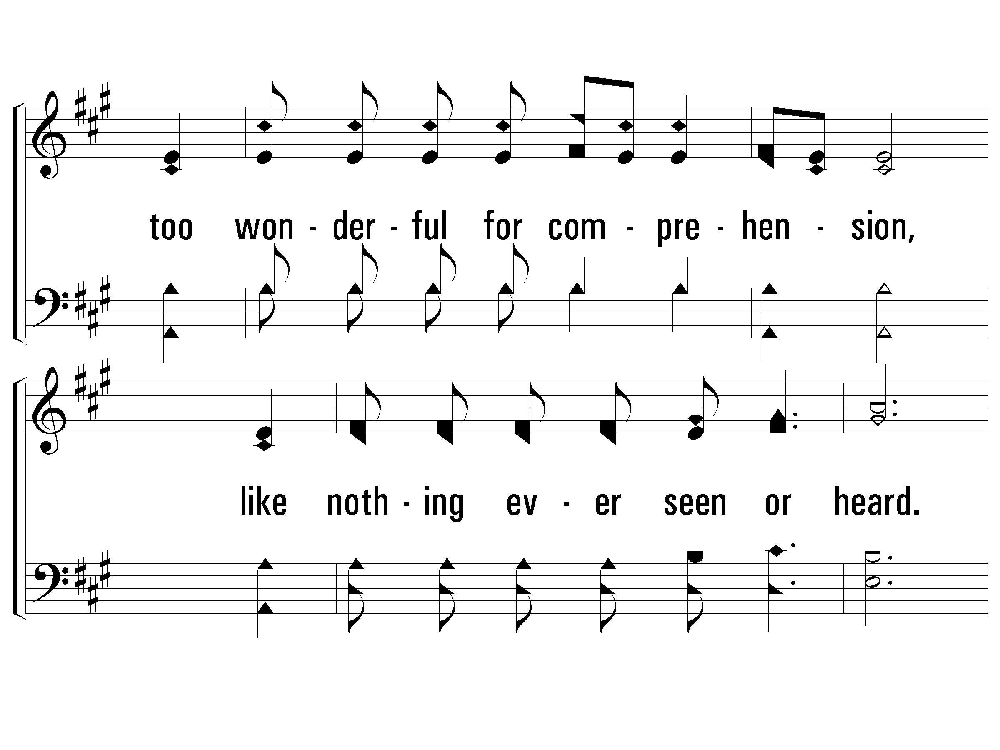 too won - der - ful for com - pre - hen - sion,
like noth - ing ev - er seen or heard.